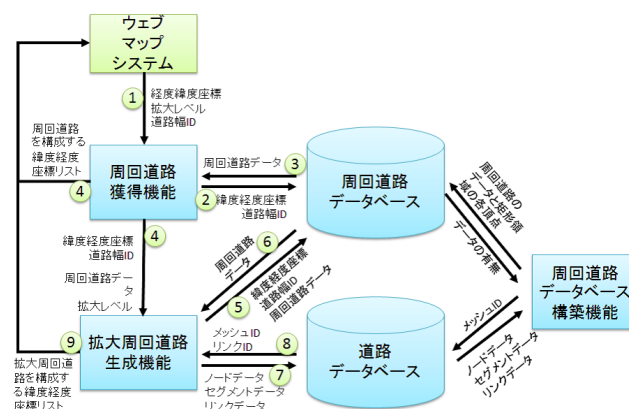 ウェブ
マップ
システム
1
経度緯度座標
拡大レベル
道路幅ID
周回道路
を構成する
緯度経度
座標リスト
4
周回道路
獲得機能
周回道路データ
3
2
緯度経度座標
道路幅ID
周回道路
データベース
周回道路の
データと矩形領
域の各頂点
データの有無
4
緯度経度座標
道路幅ID
周回道路デー
タ
拡大レベル
6
周回道路
データ
5
緯度経度座標
道路幅ID
周回道路データ
周回道路
データベース
構築機能
9
拡大周回道
路を構成す
る緯度経度
座標リスト
拡大周回道路
生成機能
メッシュID
リンクID
8
7
ノードデータ
セグメントデータ
リンクデータ
道路
データベース
メッシュID
ノードデータ
セグメントデータ
リンクデータ